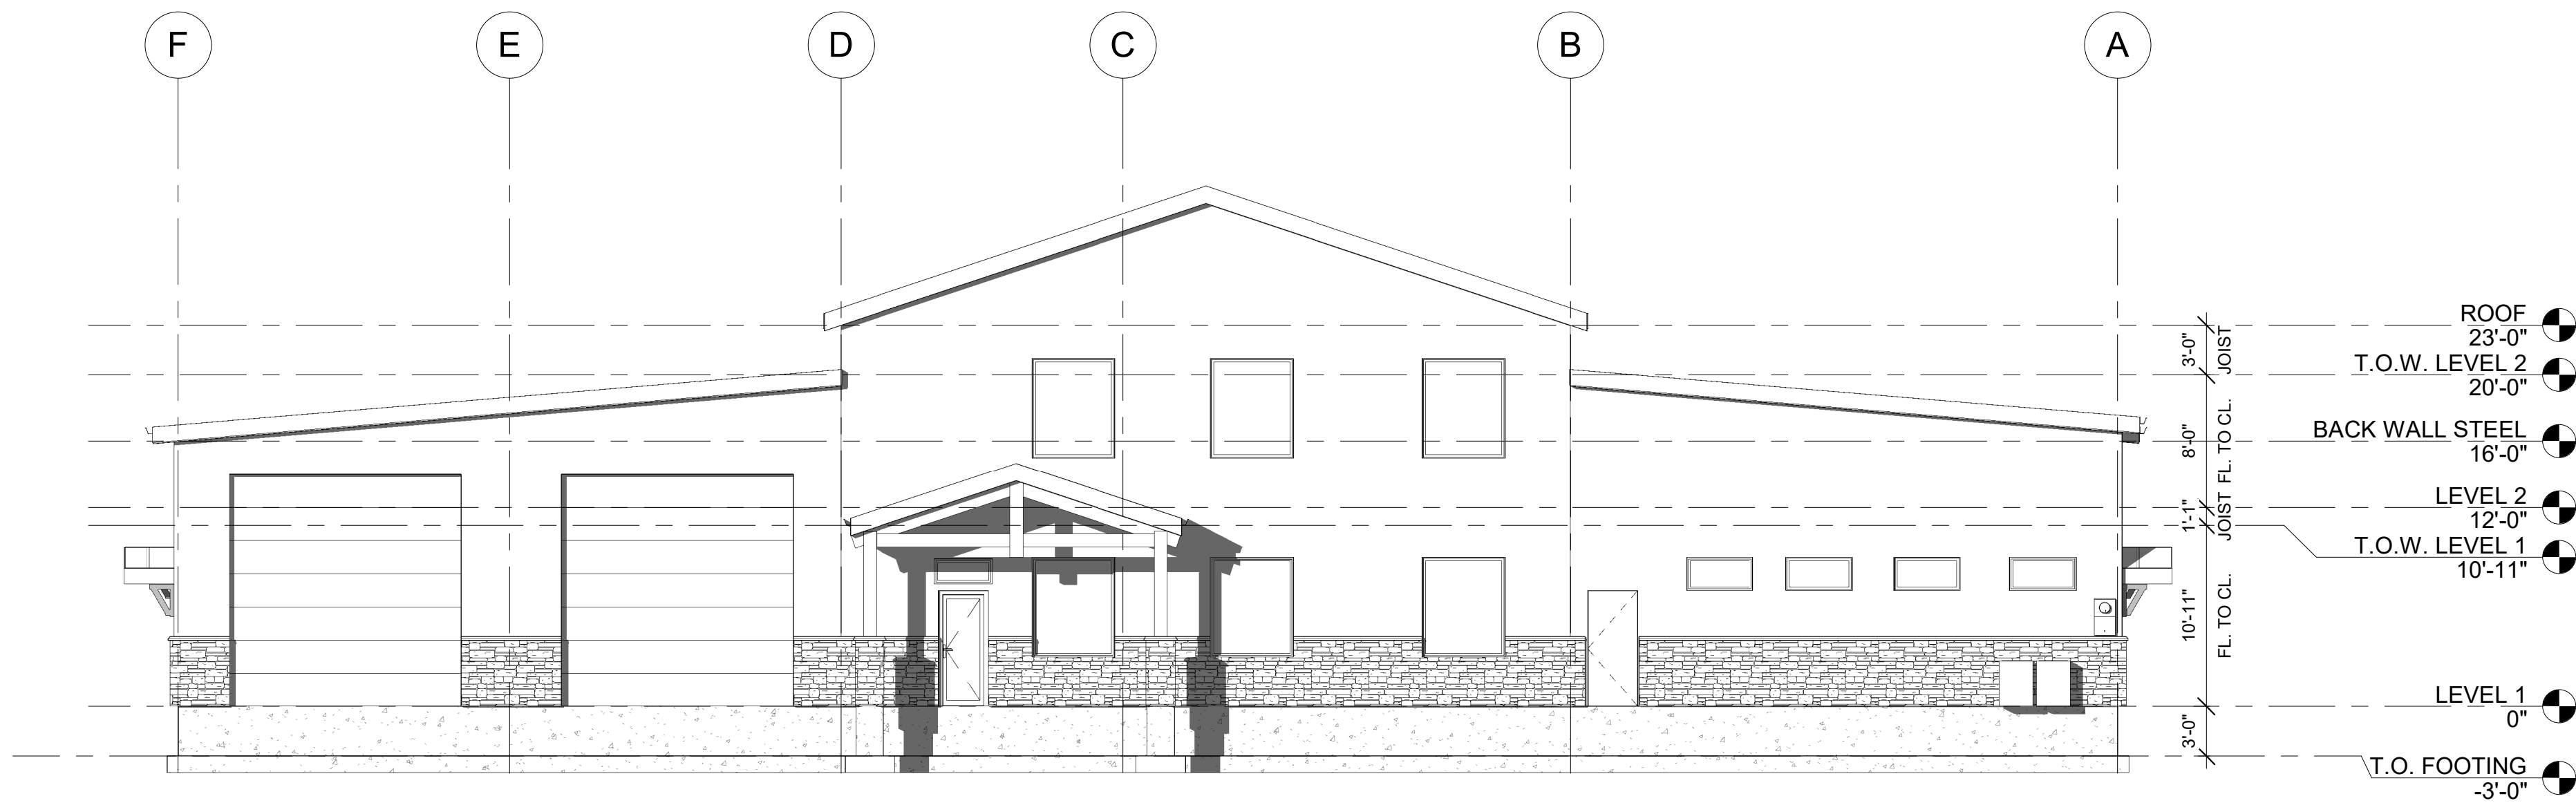 F E D C B A
ROOF
23'-0"
3'-0"
JOIST
T.O.W. LEVEL 2
20'-0"
8'-0"
FL. TO CL.
BACK WALL STEEL
16'-0"
LEVEL 2
12'-0"
1'-1"
JOIST
T.O.W. LEVEL 1
10'-11"
10'-11"
FL. TO CL.
LEVEL 1
0"
3'-0"
T.O. FOOTING
-3'-0"